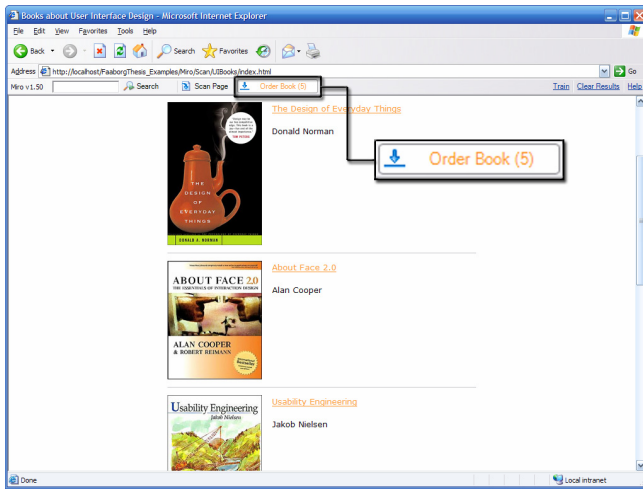 Books about User Interface Design - Microsoft Internet Explorer
File Edit View Favorites Tools Help
Back Search Favorites
Address http://localhost/FaaborgThesis_Examples/Miro/Scan/UIBooks/index.html Go
Miro v1.50 Search Scan Page Order Book (5) Train Clear Results Help
The Design of Everyday Things
Donald Norman
Order Book (5)
THE
DESIGN
OF
EVERYDAY
THINGS
DONALD A. NORMAN
About Face 2.0
Alan Cooper
ABOUT FACE 2.0
THE ESSENTIALS OF INTERACTION DESIGN
ALAN COOPER
& ROBERT REIMANN
Usability Engineering
Jakob Nielsen
Usability Engineering
Jakob Nielsen
Done Local intranet